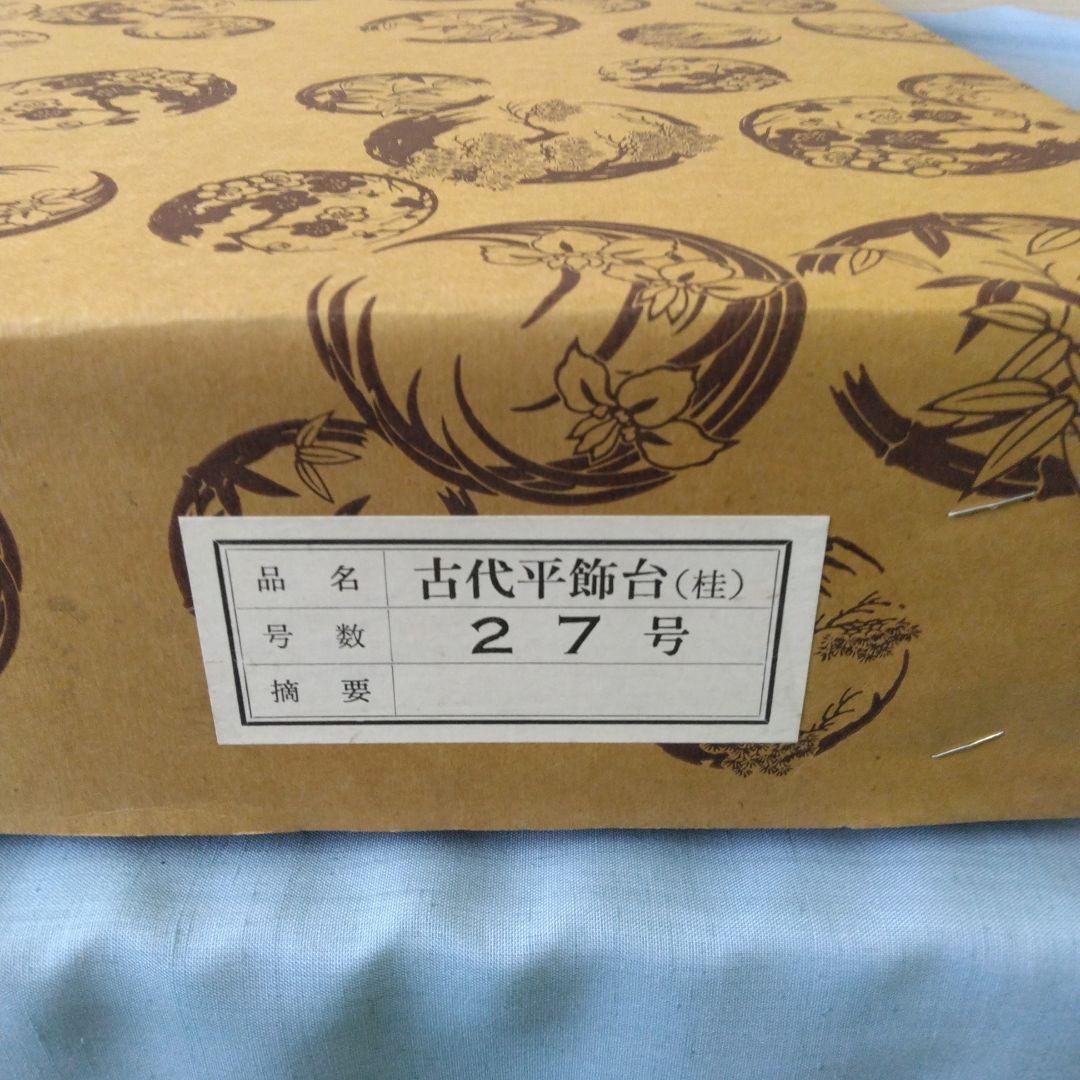 品名 古代平飾台（桂）
号数 27号
摘要